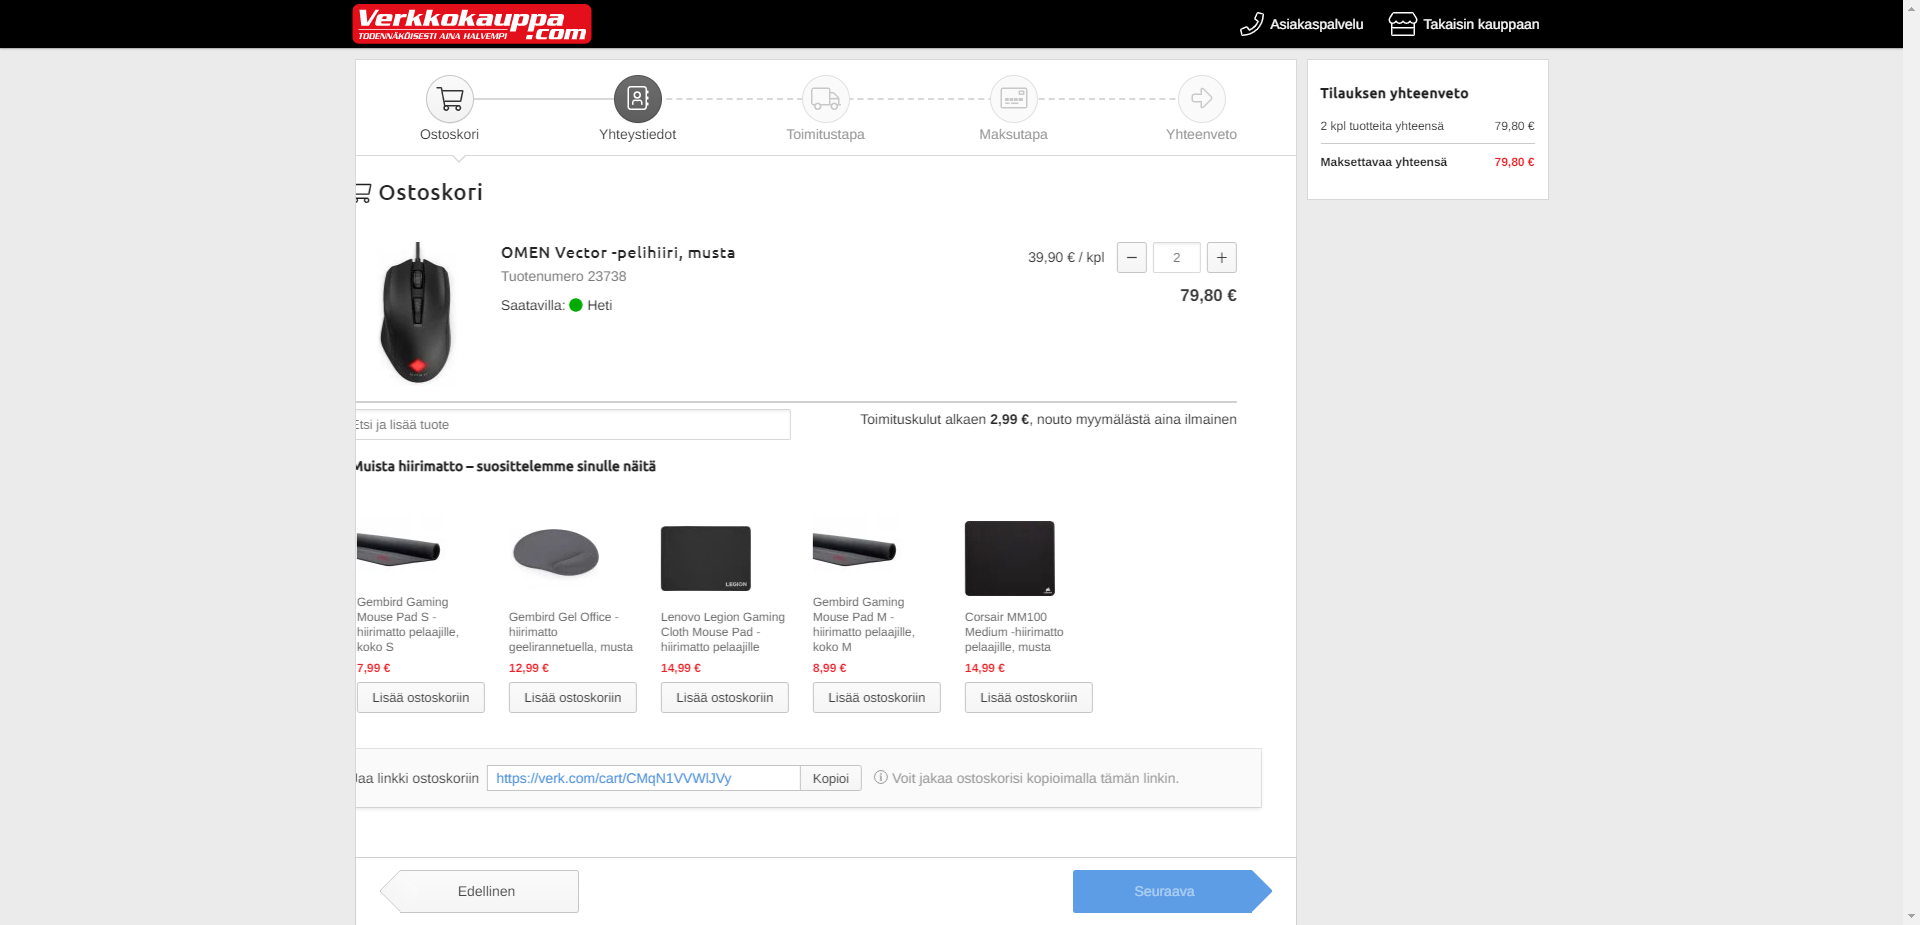 Verkkokauppa
.com
TODENNÄKÖISESTI AINA HALVEMPI
Asiakaspalvelu
Takaisin kauppaan
Ostoskori
Yhteystiedot
Toimitustapa
Maksutapa
Yhteenveto
Tilauksen yhteenveto
2 kpl tuotteita yhteensä 79,80 €
Maksettavaa yhteensä 79,80 €
Ostoskori
OMEN Vector -pelihiiri, musta
Tuotenumero 23738
Saatavilla: Heti
39,90 € / kpl − 2 +
79,80 €
Etsi ja lisää tuote
Toimituskulut alkaen 2,99 €, nouto myymälästä aina ilmainen
Muista hiirimatto – suosittelemme sinulle näitä
Gembird Gaming
Mouse Pad S -
hiirimatto pelaajille,
koko S
7,99 €
Lisää ostoskoriin
Gembird Gel Office -
hiirimatto
geelirannetuella, musta
12,99 €
Lisää ostoskoriin
LEGION
Lenovo Legion Gaming
Cloth Mouse Pad -
hiirimatto pelaajille
14,99 €
Lisää ostoskoriin
Gembird Gaming
Mouse Pad M -
hiirimatto pelaajille,
koko M
8,99 €
Lisää ostoskoriin
Corsair MM100
Medium -hiirimatto
pelaajille, musta
14,99 €
Lisää ostoskoriin
Jaa linkki ostoskoriin https://verk.com/cart/CMqN1VVWlJVy Kopioi Voit jakaa ostoskorisi kopioimalla tämän linkin.
Edellinen
Seuraava